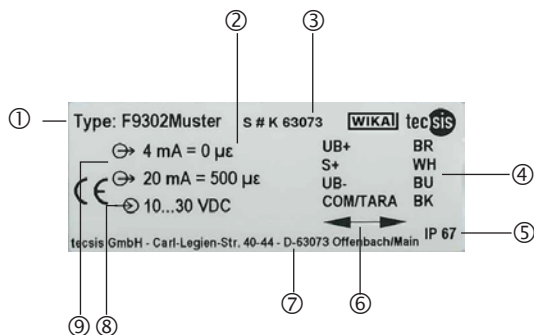 ② ③
① Type: F9302Muster S # K 63073 WIKA tecsis
4 mA = 0 µε UB+ BR
20 mA = 500 µε S+ WH ④
CE 10...30 VDC UB- BU
COM/TARA BK
tecsis GmbH - Carl-Legien-Str. 40-44 - D-63073 Offenbach/Main IP 67 ⑤
⑨ ⑧ ⑦ ⑥